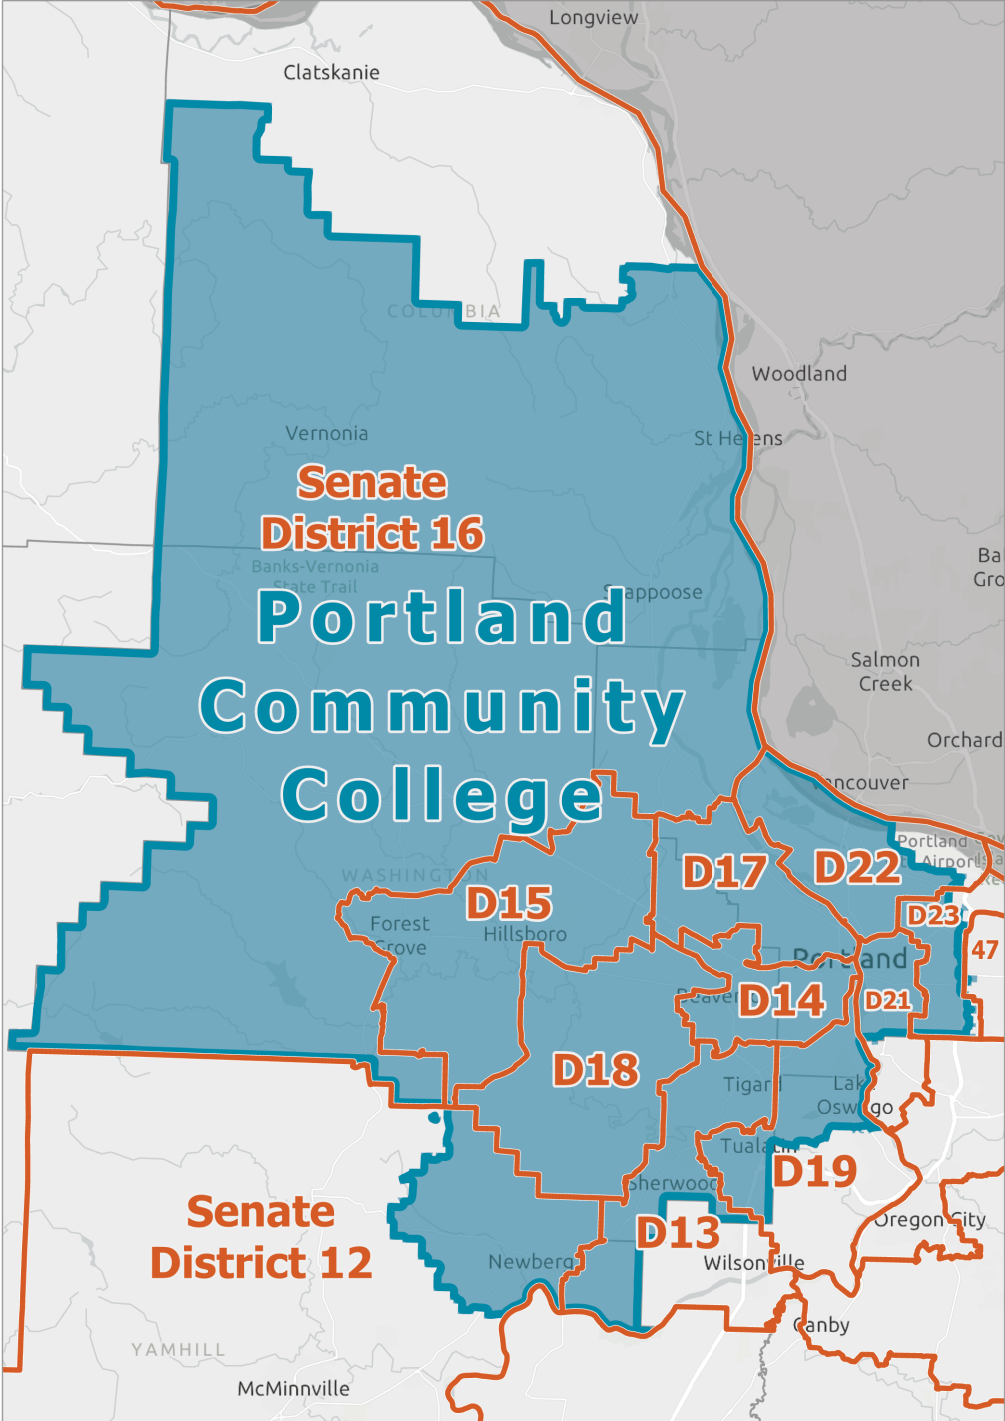 Longview
Clatskanie
COLUMBIA
Woodland
Vernonia
St Helens
Senate
District 16
Banks-Vernonia
State Trail
Ba
Gro
Scappoose
Portland
Community
College
Salmon
Creek
Orchard
Vancouver
Portland
Airport
D22
D17
WASHINGTON
D15
D23
Forest
Grove
Hillsboro
47
Portland
D14
D21
D18
Tigard
Lake
Oswego
Tualatin
D19
Sherwood
Senate
District 12
D13
Oregon City
Newberg
Wilsonville
Canby
YAMHILL
McMinnville